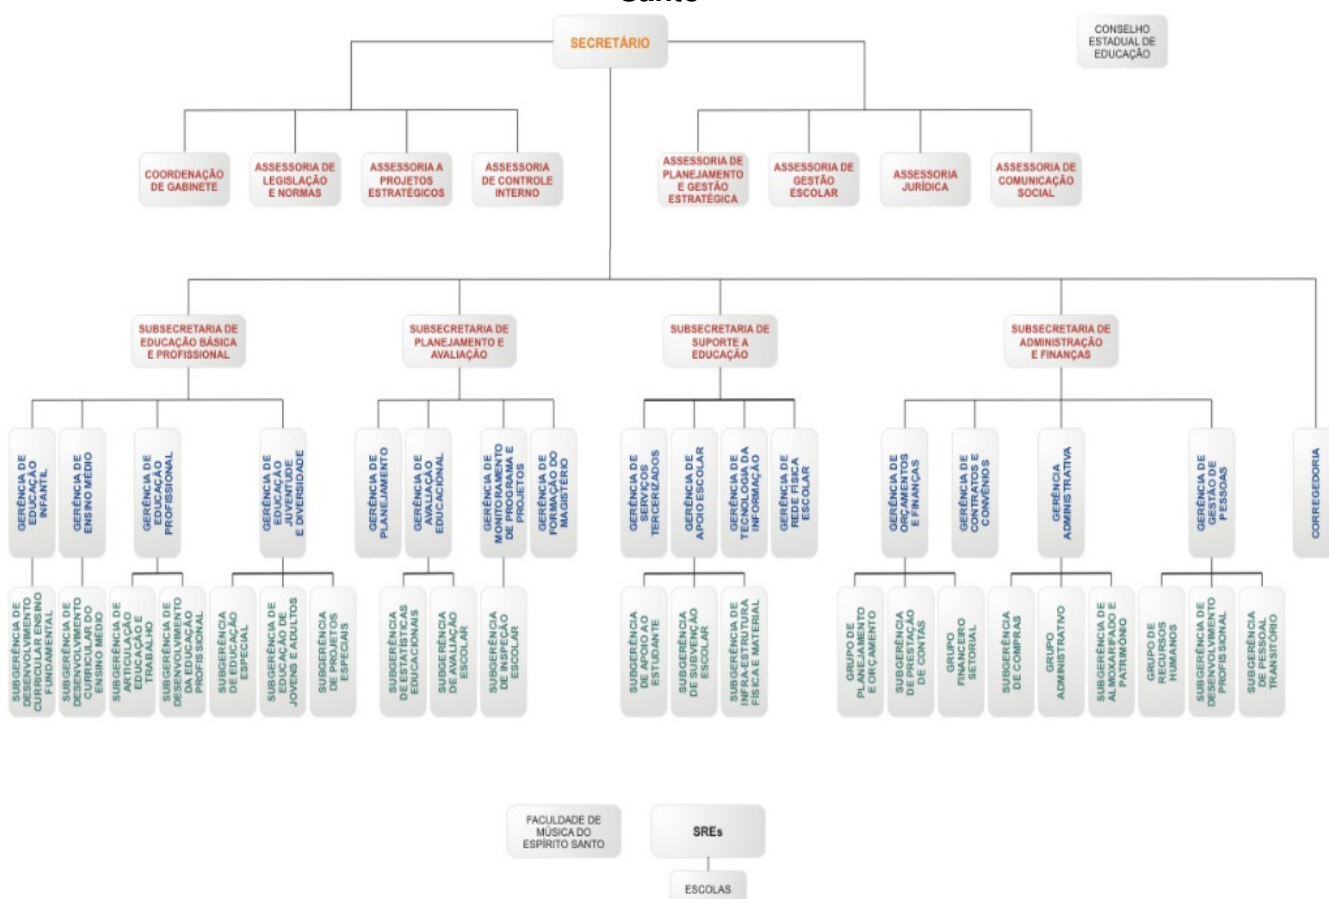 Santo
SECRETÁRIO
CONSELHO
ESTADUAL DE
EDUCAÇÃO
COORDENAÇÃO
DE GABINETE
ASSESSORIA DE
LEGISLAÇÃO
E NORMAS
ASSESSORIA A
PROJETOS
ESTRATÉGICOS
ASSESSORIA
DE CONTROLE
INTERNO
ASSESSORIA DE
PLANEJAMENTO
E GESTÃO
ESTRATÉGICA
ASSESSORIA DE
GESTÃO
ESCOLAR
ASSESSORIA
JURÍDICA
ASSESSORIA DE
COMUNICAÇÃO
SOCIAL
SUBSECRETARIA DE
EDUCAÇÃO BÁSICA
E PROFISSIONAL
SUBSECRETARIA DE
PLANEJAMENTO E
AVALIAÇÃO
SUBSECRETARIA DE
SUPORTE A
EDUCAÇÃO
SUBSECRETARIA DE
ADMINISTRAÇÃO
E FINANÇAS
GERÊNCIA DE
EDUCAÇÃO
INFANTIL
GERÊNCIA DE
ENSINO MÉDIO
GERÊNCIA DE
EDUCAÇÃO
PROFISSIONAL
GERÊNCIA DE
EDUCAÇÃO
JUVENTUDE
E DIVERSIDADE
GERÊNCIA DE
PLANEJAMENTO
GERÊNCIA DE
AVALIAÇÃO
EDUCACIONAL
GERÊNCIA DE
MONITORAMENTO
DE PROGRAMA E
PROJETOS
GERÊNCIA DE
FORMAÇÃO DO
MAGISTÉRIO
GERÊNCIA DE
SERVIÇOS
TERCERIZADOS
GERÊNCIA DE
APOIO ESCOLAR
GERÊNCIA DE
TECNOLOGIA DA
INFORMAÇÃO
GERÊNCIA DE
REDE FÍSICA
ESCOLAR
GERÊNCIA DE
ORÇAMENTOS
E FINANÇAS
GERÊNCIA DE
CONTRATOS E
CONVÊNIOS
GERÊNCIA
ADMINISTRATIVA
GERÊNCIA DE
GESTÃO DE
PESSOAS
CORREGEDORIA
SUBGERÊNCIA DE
DESENVOLVIMENTO
CURICULAR ENSINO
FUNDAMENTAL
SUBGERÊNCIA DE
DESENVOLVIMENTO
CURRICULAR DO
ENSINO MÉDIO
SUBGERÊNCIA DE
ARTICULAÇÃO
EDUCAÇÃO E
TRABALHO
SUBGERÊNCIA DE
DESENVOLVIMENTO
DA EDUCAÇÃO
PROFISSIONAL
SUBGERÊNCIA
DE EDUCAÇÃO
ESPECIAL
SUBGERÊNCIA DE
EDUCAÇÃO DE
JOVENS E ADULTOS
SUBGERÊNCIA
DE PROJETOS
ESPECIAIS
SUBGERÊNCIA
DE ESTATÍSTICAS
EDUCACIONAIS
SUBGERÊNCIA
DE AVALIAÇÃO
ESCOLAR
SUBGERÊNCIA
DE INSPEÇÃO
ESCOLAR
SUBGERÊNCIA
DE APOIO AO
ESTUDANTE
SUBGERÊNCIA
DE SUBVENÇÃO
ESCOLAR
SUBGERÊNCIA DE
INFRA-ESTRUTURA
FÍSICA E MATERIAL
GRUPO DE
PLANEJAMENTO
E ORÇAMENTO
SUBGERÊNCIA
DE PRESTAÇÃO
DE CONTAS
GRUPO
FINANCEIRO
SETORIAL
SUBGERÊNCIA
DE COMPRAS
GRUPO
ADMINISTRATIVO
SUBGERÊNCIA DE
ALMOXARIFADO E
PATRIMÔNIO
GRUPO DE
RECURSOS
HUMANOS
SUBGERÊNCIA DE
DESENVOLVIMENTO
PROFISSIONAL
SUBGERÊNCIA
DE PESSOAL
TRANSITÓRIO
FACULDADE DE
MÚSICA DO
ESPÍRITO SANTO
SREs
ESCOLAS